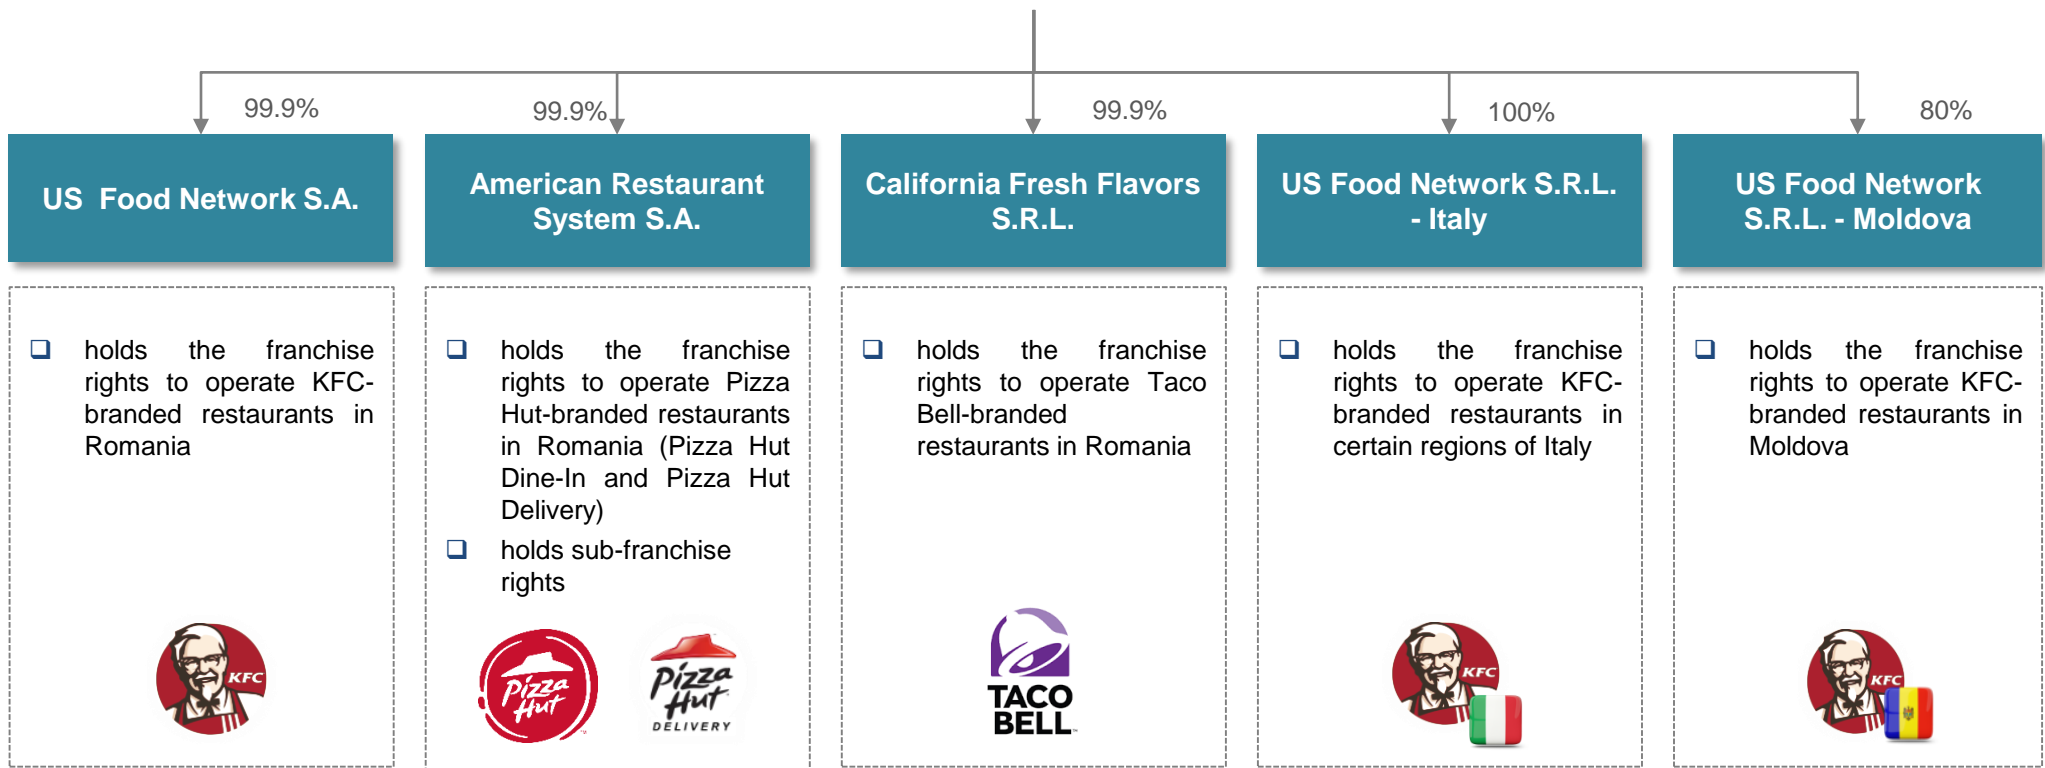 99.9%
99.9%
99.9%
100%
80%
US Food Network S.A.
American Restaurant
System S.A.
California Fresh Flavors
S.R.L.
US Food Network S.R.L.
- Italy
US Food Network
S.R.L. - Moldova
holds the franchise
rights to operate KFC-
branded restaurants in
Romania
holds the franchise
rights to operate Pizza
Hut-branded restaurants
in Romania (Pizza Hut
Dine-In and Pizza Hut
Delivery)
holds sub-franchise
rights
holds the franchise
rights to operate Taco
Bell-branded
restaurants in Romania
holds the franchise
rights to operate KFC-
branded restaurants in
certain regions of Italy
holds the franchise
rights to operate KFC-
branded restaurants in
Moldova
KFC
Pizza
Hut
Pizza
Hut
DELIVERY
TACO
BELL
KFC
KFC